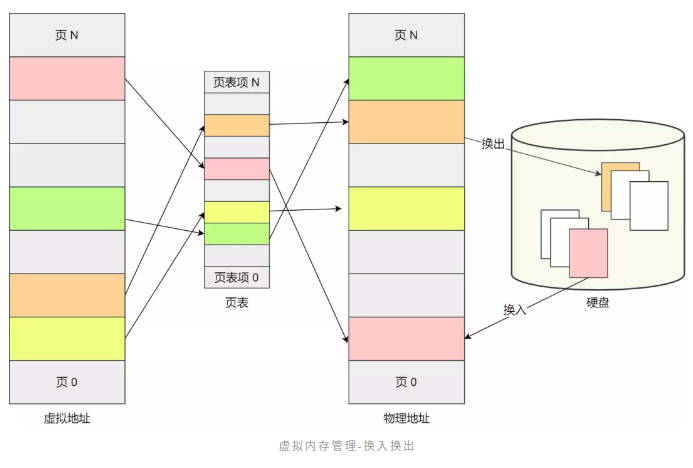 页 N
页 N
页表项 N
换出
页表项 0
页表
换入
硬盘
页 0
页 0
虚拟地址
物理地址
虚拟内存管理-换入换出